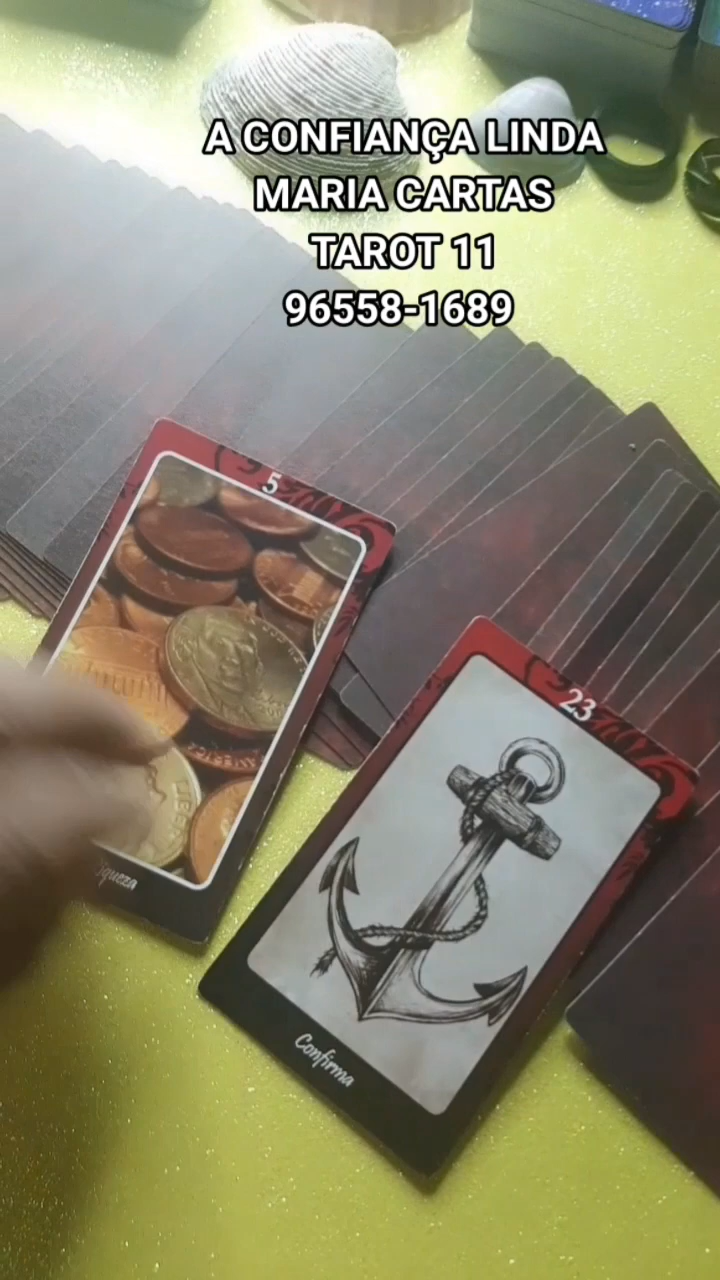 A CONFIANÇA LINDA
MARIA CARTAS
TAROT 11
96558-1689
5
23
Confirma